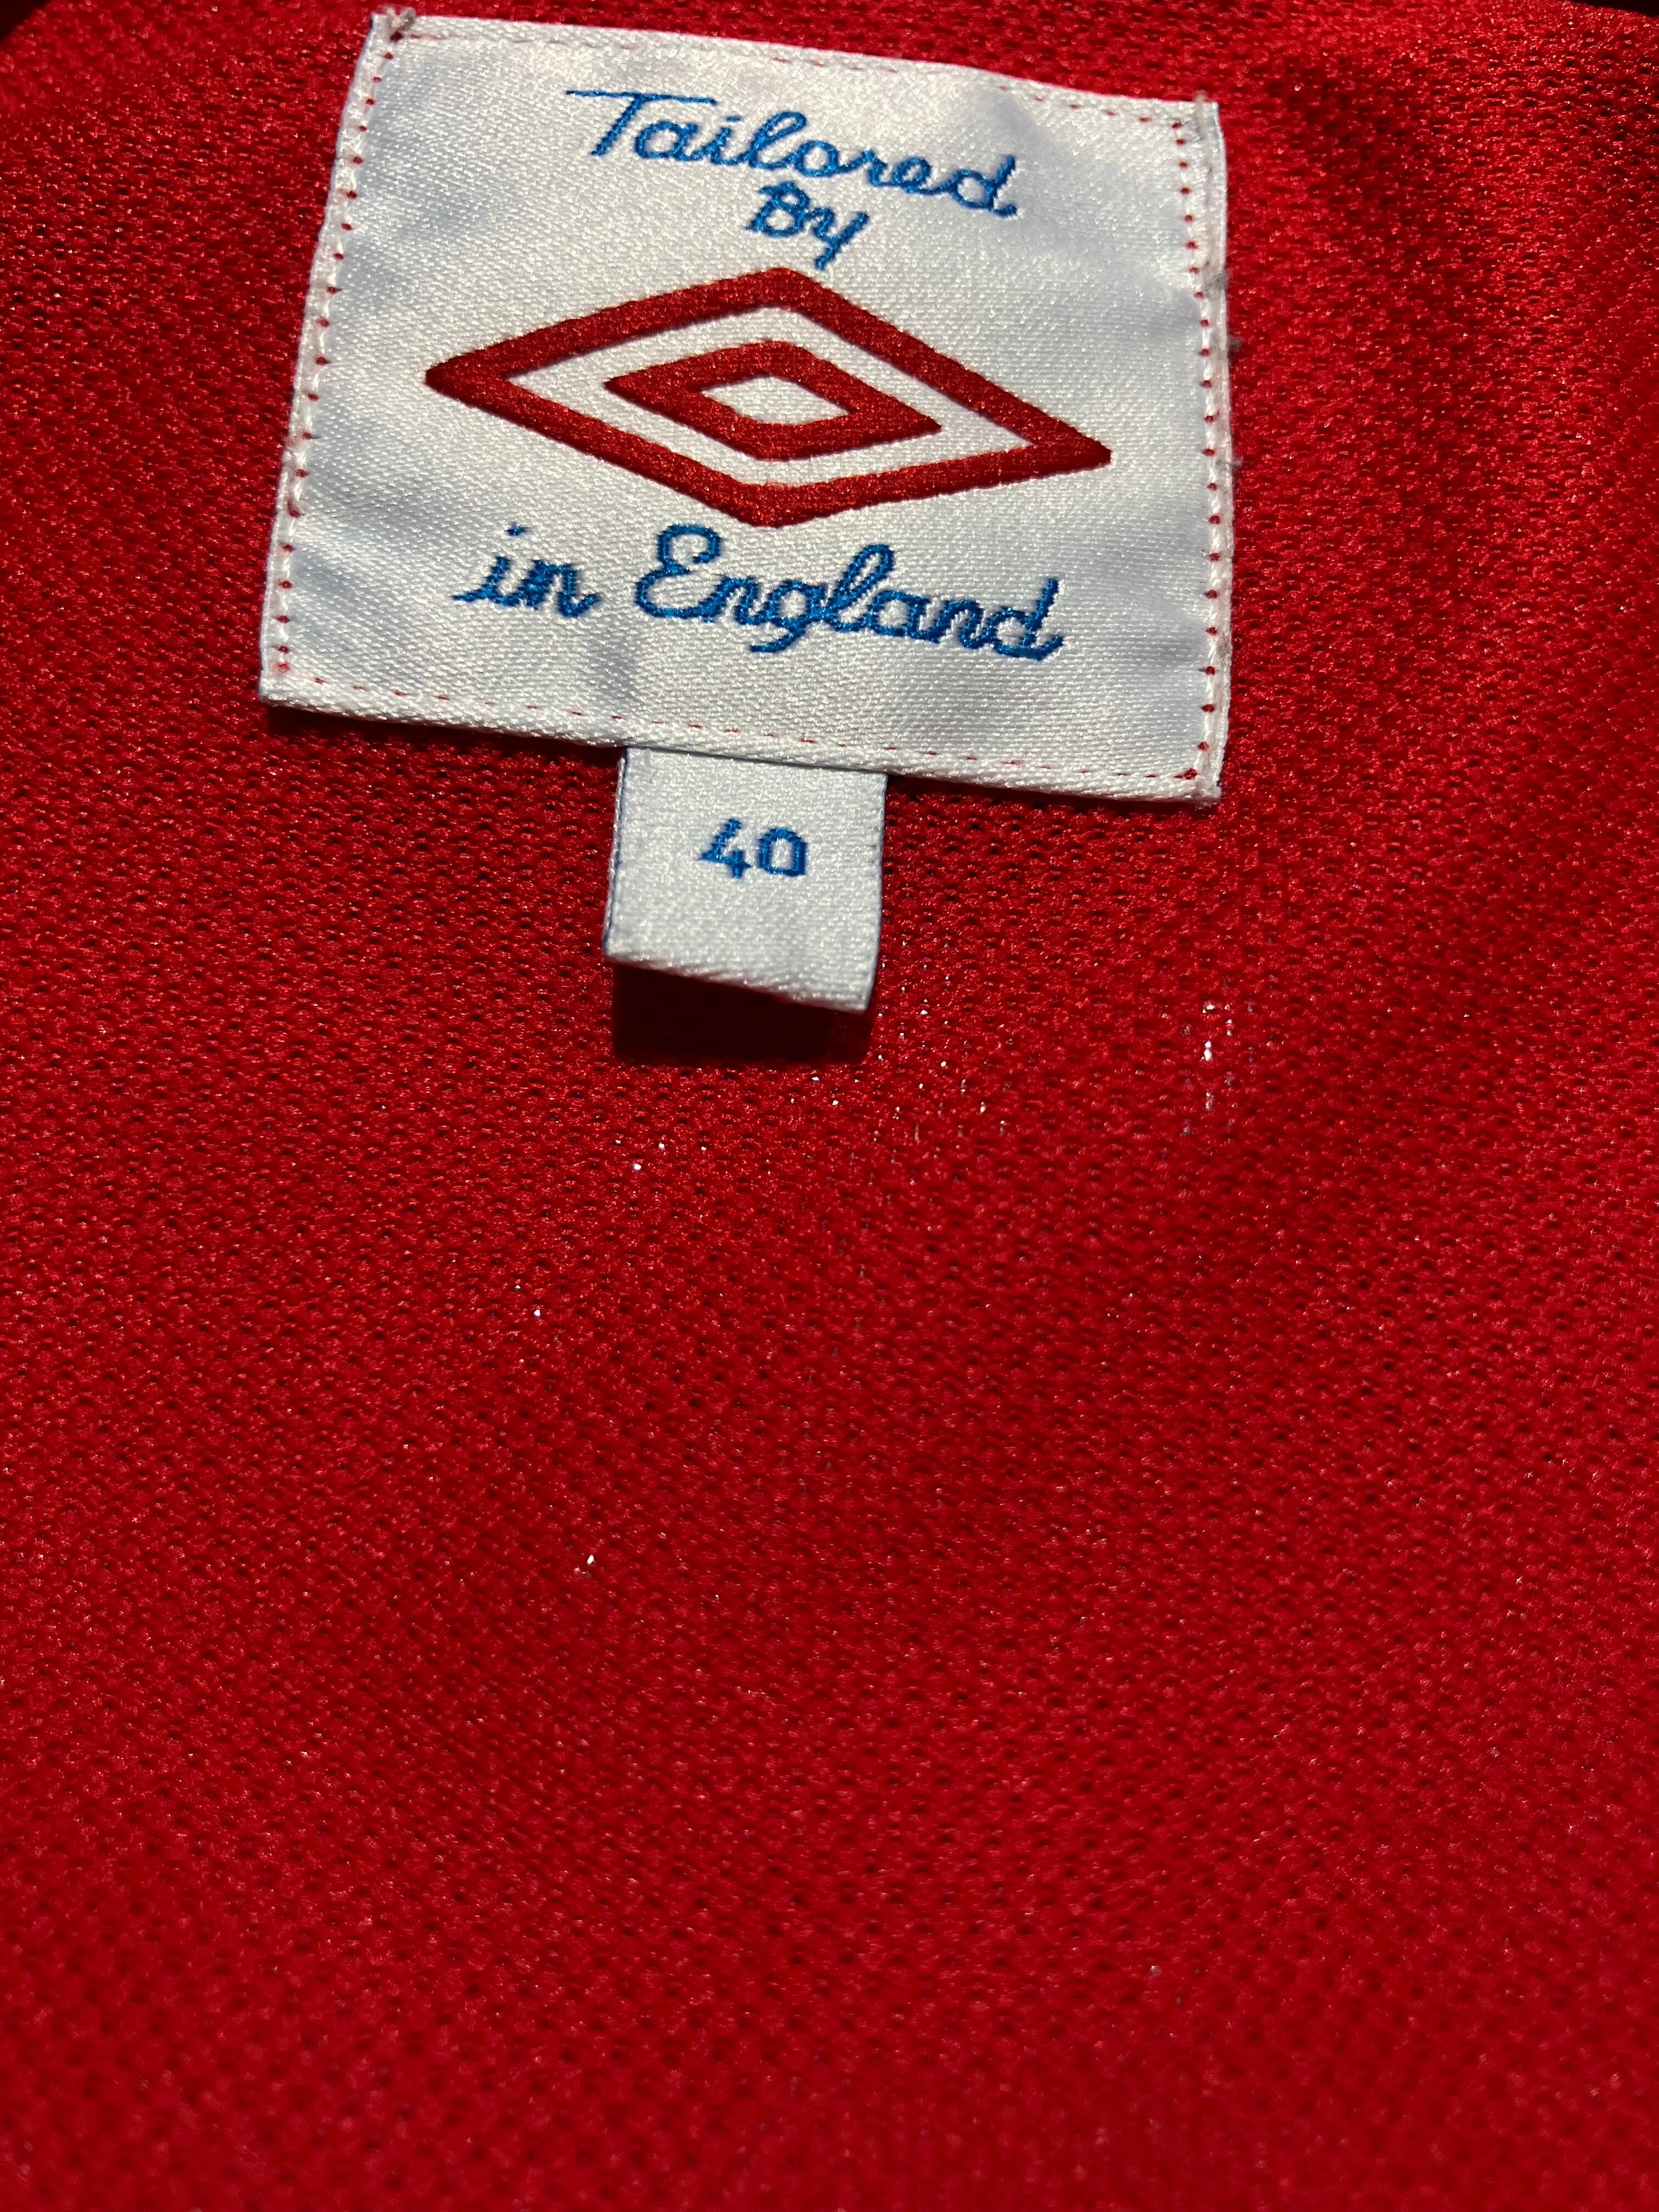 Tailored
By
in England
40